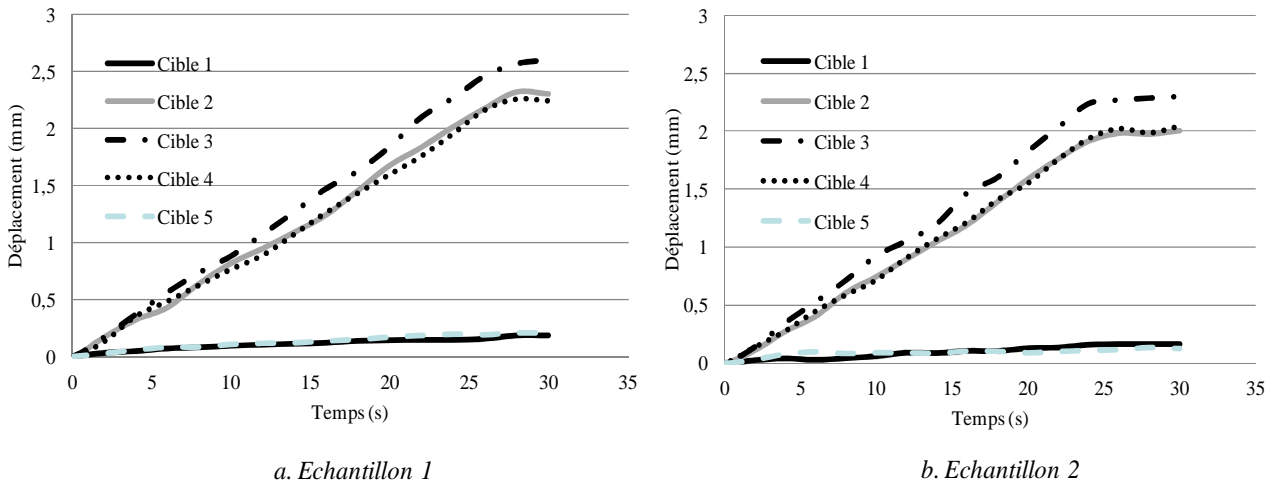 3
2,5
2
1,5
1
0,5
0
Déplacement (mm)
Cible 1
Cible 2
Cible 3
Cible 4
Cible 5
0 5 10 15 20 25 30 35
Temps (s)
a. Echantillon 1
3
2,5
2
1,5
1
0,5
0
Déplacement (mm)
Cible 1
Cible 2
Cible 3
Cible 4
Cible 5
0 5 10 15 20 25 30 35
Temps (s)
b. Echantillon 2